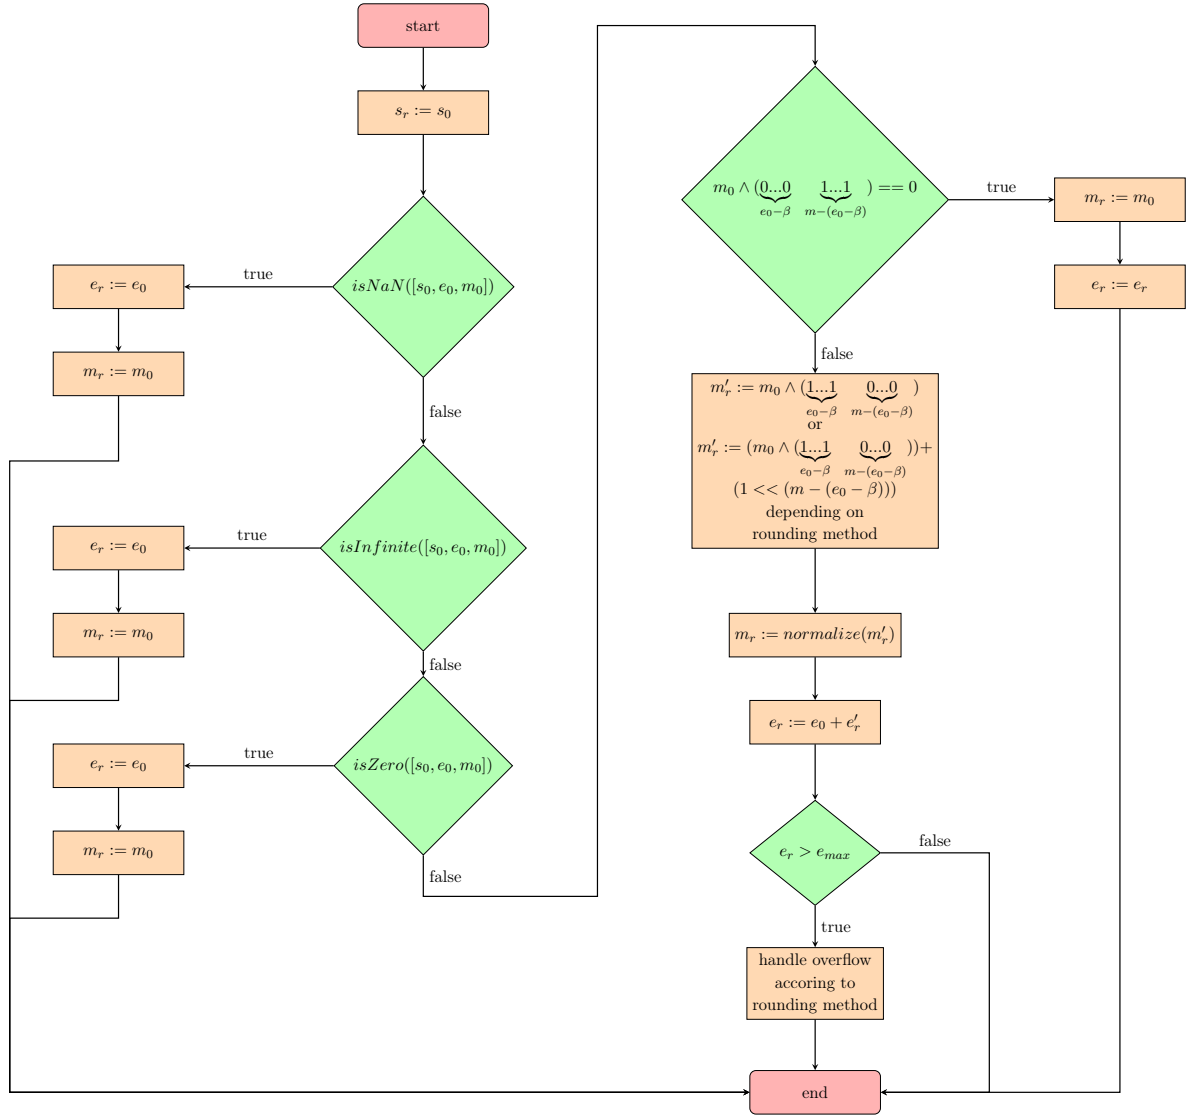 start
s_r := s_0
isNaN([s_0, e_0, m_0])
true
e_r := e_0
m_r := m_0
false
isInfinite([s_0, e_0, m_0])
true
e_r := e_0
m_r := m_0
false
isZero([s_0, e_0, m_0])
true
e_r := e_0
m_r := m_0
false
m_0 ∧ (0...0 1...1) == 0
e_0−β m−(e_0−β)
true
m_r := m_0
e_r := e_r
false
m′_r := m_0 ∧ (1...1 0...0)
e_0−β m−(e_0−β)
or
m′_r := (m_0 ∧ (1...1 0...0))+
e_0−β m−(e_0−β)
(1 << (m − (e_0 − β)))
depending on
rounding method
m_r := normalize(m′_r)
e_r := e_0 + e′_r
e_r > e_max
false
true
handle overflow
accoring to
rounding method
end